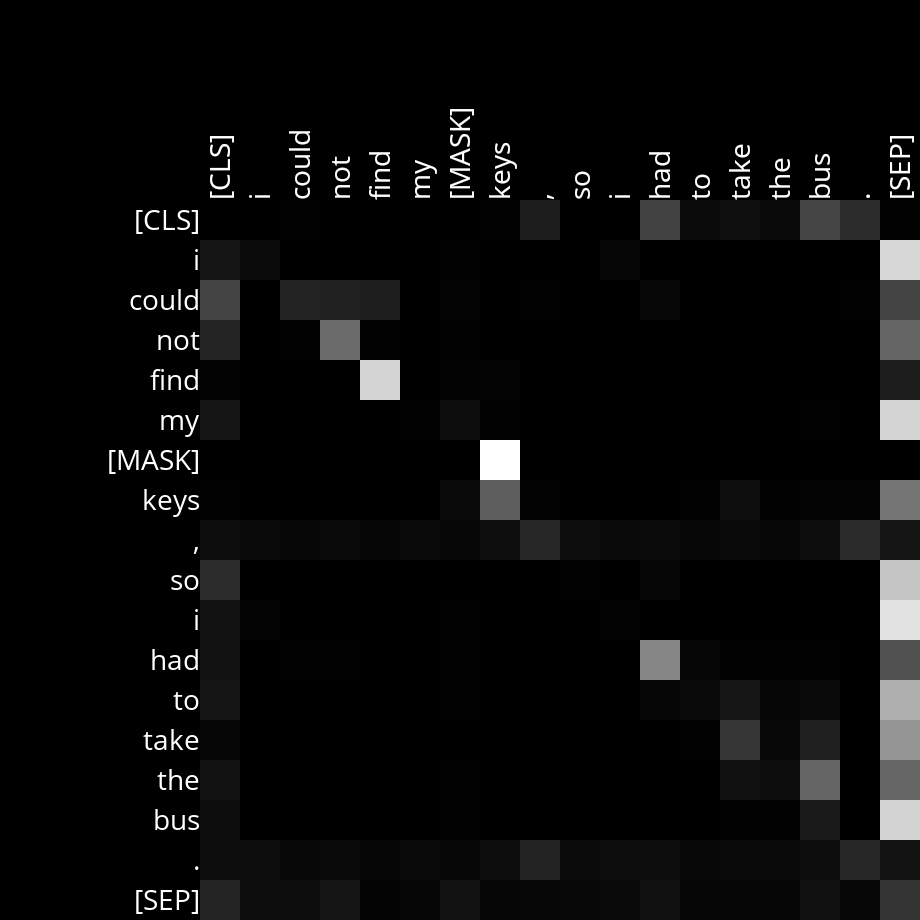 [CLS] i could not find my [MASK] keys , so i had to take the bus . [SEP]
[CLS]
i
could
not
find
my
[MASK]
keys
,
so
i
had
to
take
the
bus
.
[SEP]